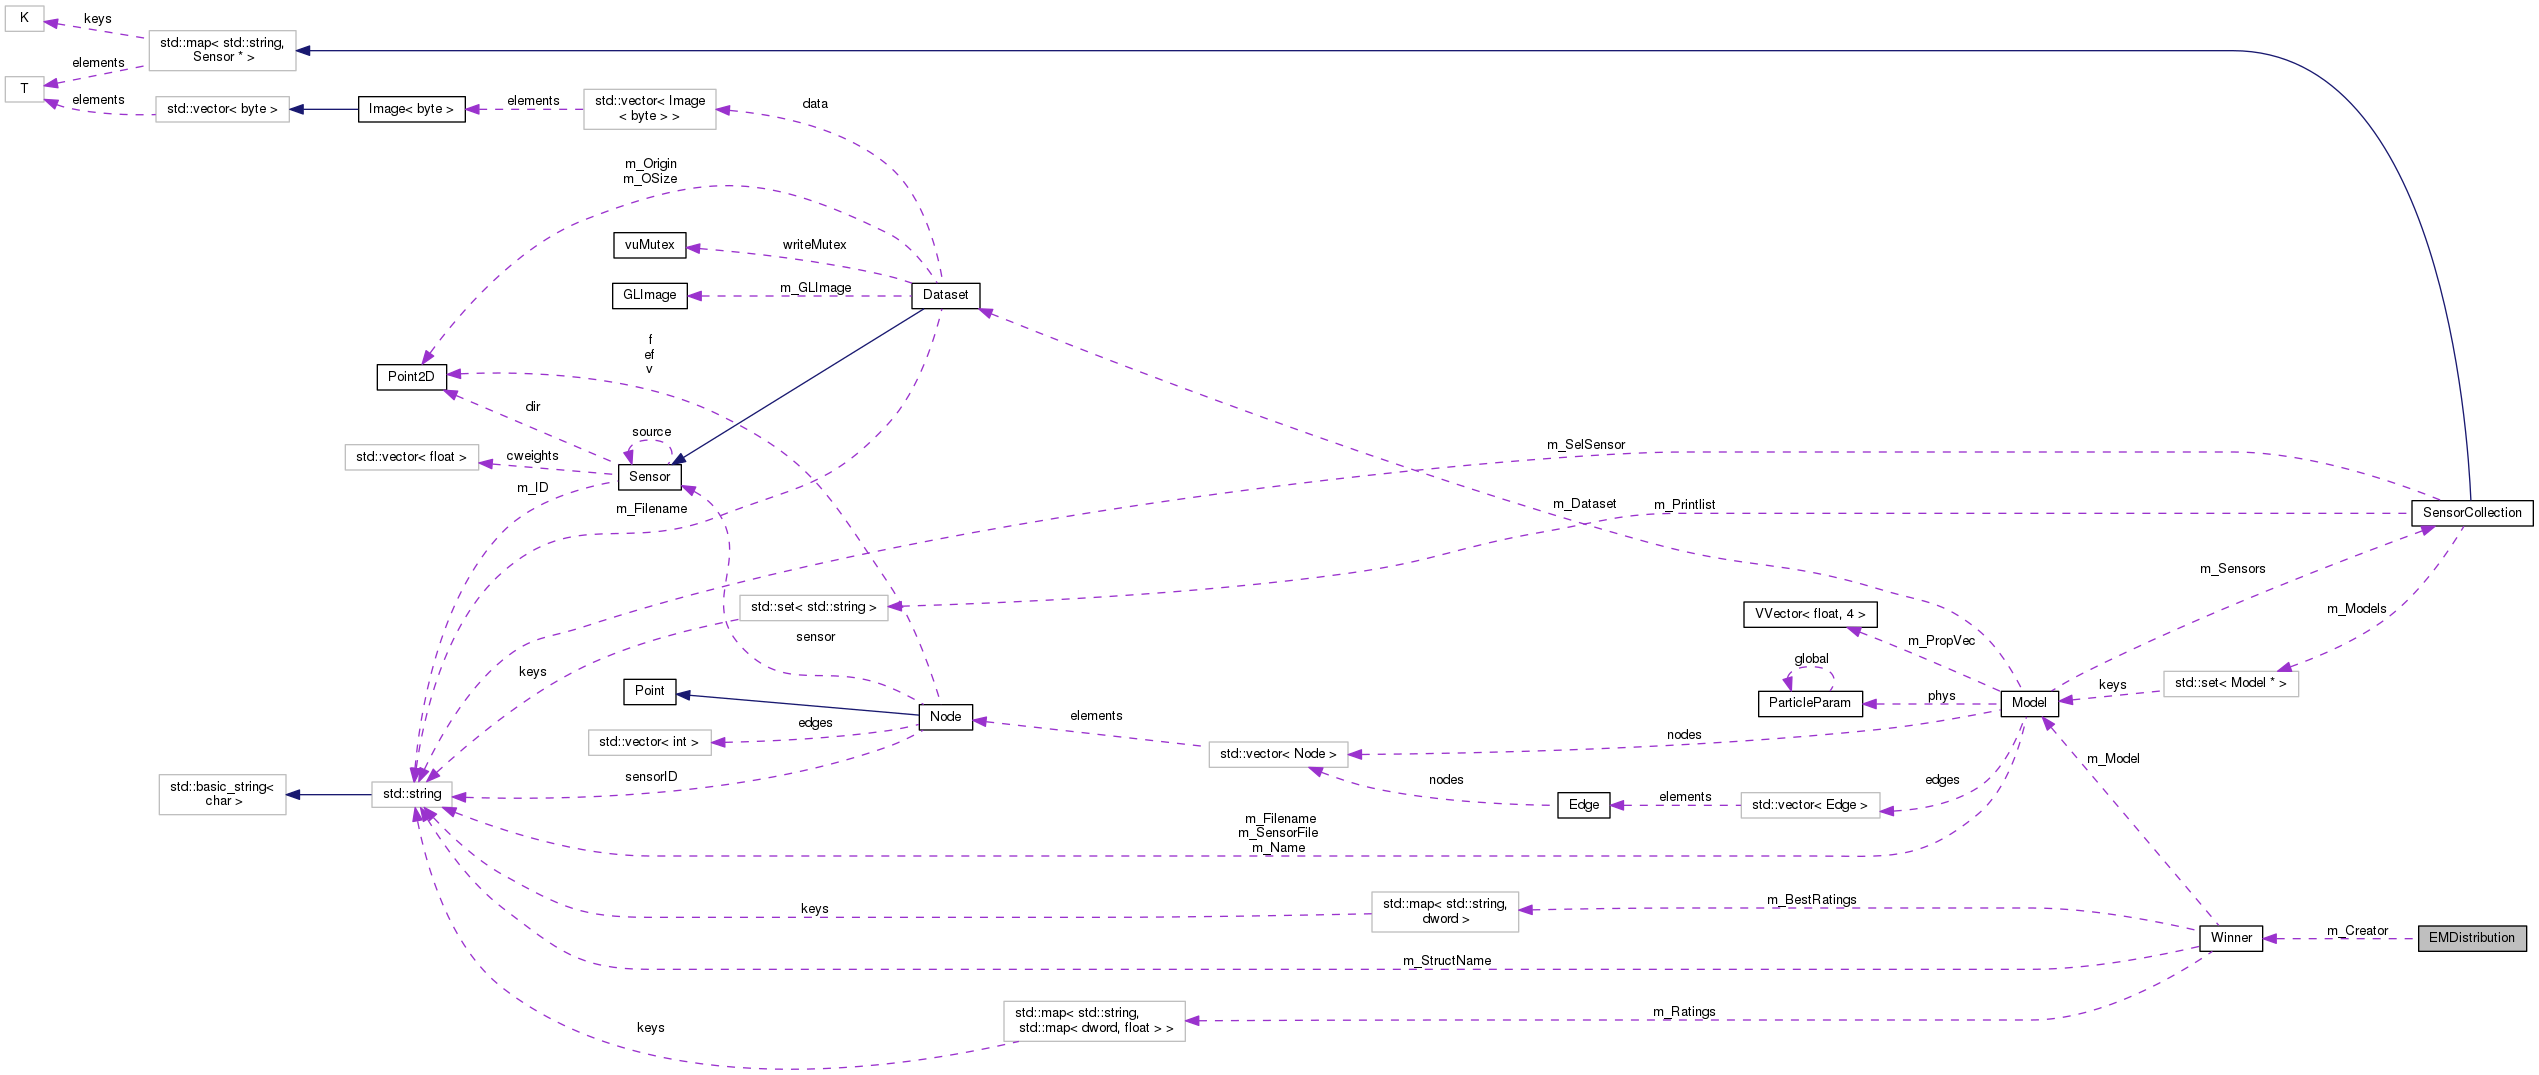 K
keys
std::map< std::string,
Sensor * >
elements
T
elements
std::vector< byte >
Image< byte >
elements
std::vector< Image
< byte > >
data
m_Origin
m_OSize
vuMutex
writeMutex
GLImage
m_GLImage
Dataset
f
ef
v
Point2D
dir
source
std::vector< float >
cweights
Sensor
m_ID
m_Filename
m_SelSensor
m_Dataset
m_Printlist
SensorCollection
m_Sensors
m_Models
std::set< std::string >
sensor
keys
VVector< float, 4 >
m_PropVec
global
ParticleParam
phys
Model
keys
std::set< Model * >
Point
Node
edges
std::vector< int >
elements
std::vector< Node >
nodes
sensorID
nodes
Edge
elements
std::vector< Edge >
edges
m_Model
std::basic_string<
char >
std::string
m_Filename
m_SensorFile
m_Name
keys
std::map< std::string,
dword >
m_BestRatings
Winner
m_Creator
EMDistribution
m_StructName
keys
std::map< std::string,
std::map< dword, float > >
m_Ratings